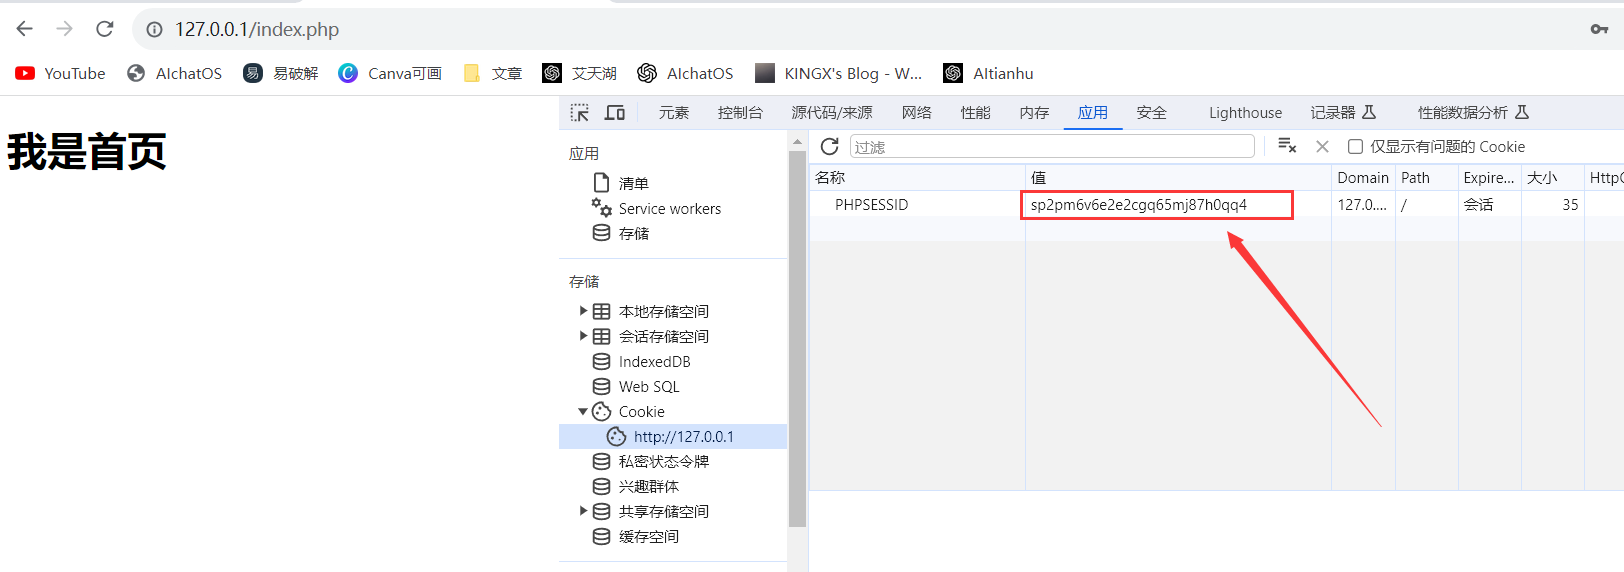 127.0.0.1/index.php
YouTube AIchatOS 易破解 Canva可画 文章 艾天湖 AIchatOS KINGX's Blog - W... AItianhu
元素 控制台 源代码/来源 网络 性能 内存 应用 安全 Lighthouse 记录器 性能数据分析
我是首页
应用
清单
Service workers
存储
存储
本地存储空间
会话存储空间
IndexedDB
Web SQL
Cookie
http://127.0.0.1
私密状态令牌
兴趣群体
共享存储空间
缓存空间
过滤 仅显示有问题的 Cookie
名称 值 Domain Path Expire... 大小 HttpC
PHPSESSID sp2pm6v6e2e2cgq65mj87h0qq4 127.0.... / 会话 35